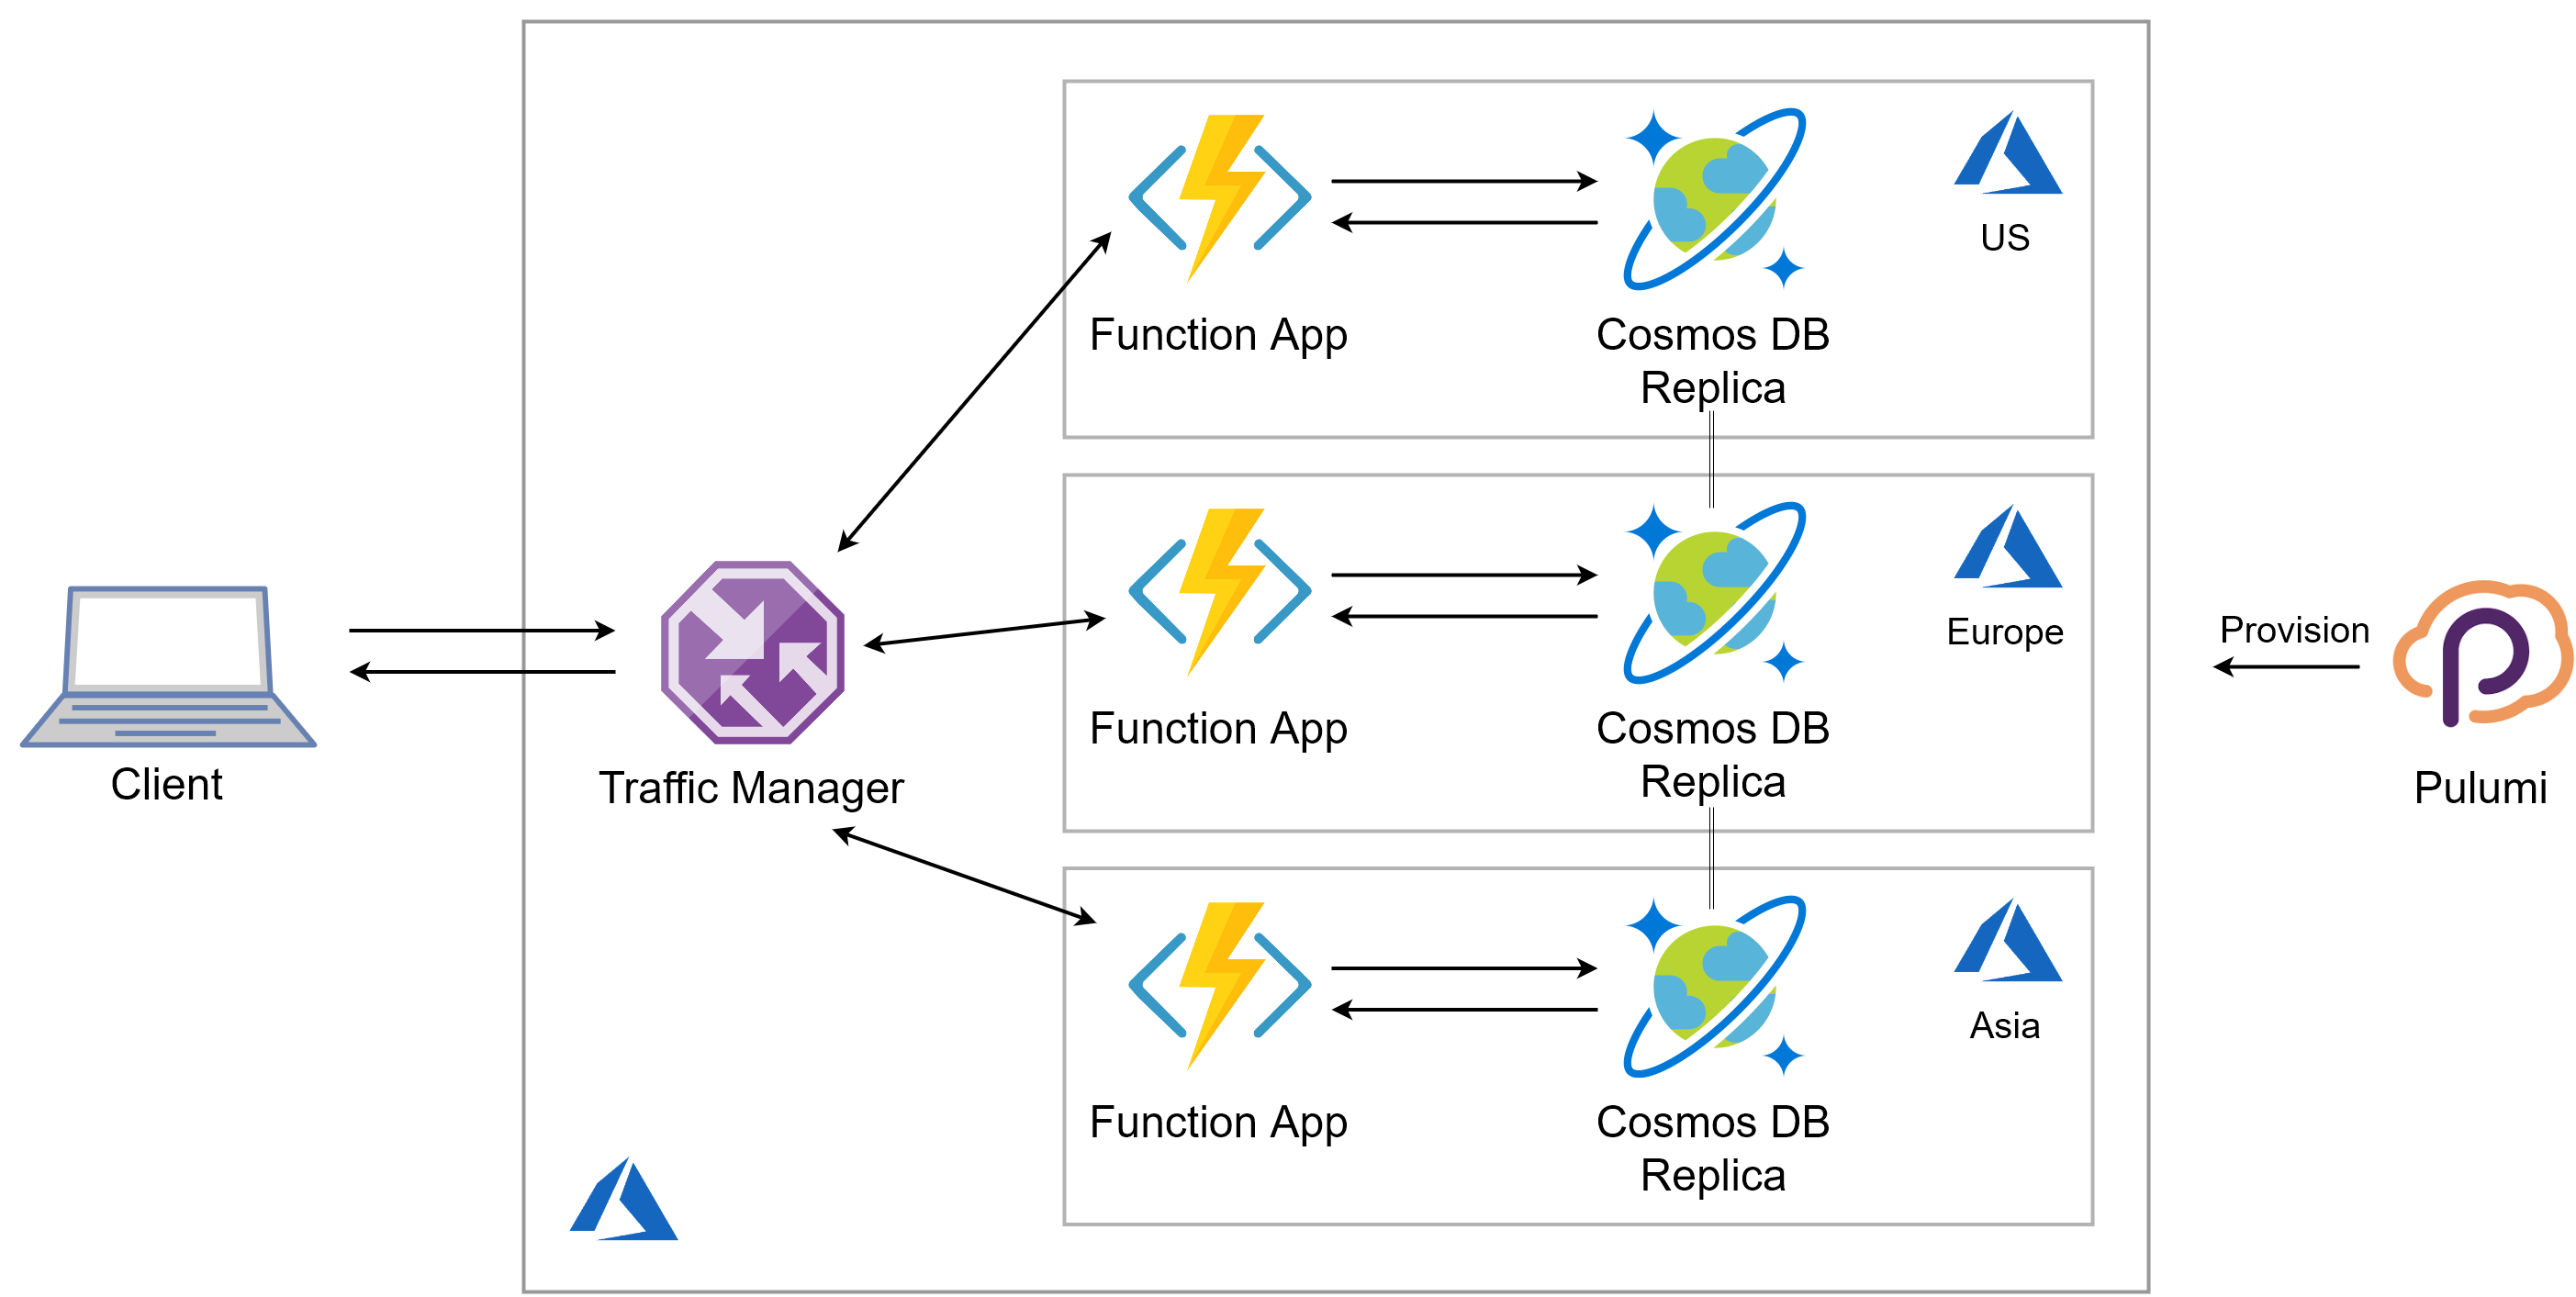 Client
Traffic Manager
Function App
Cosmos DB
Replica
US
Function App
Cosmos DB
Replica
Europe
Function App
Cosmos DB
Replica
Asia
Provision
Pulumi